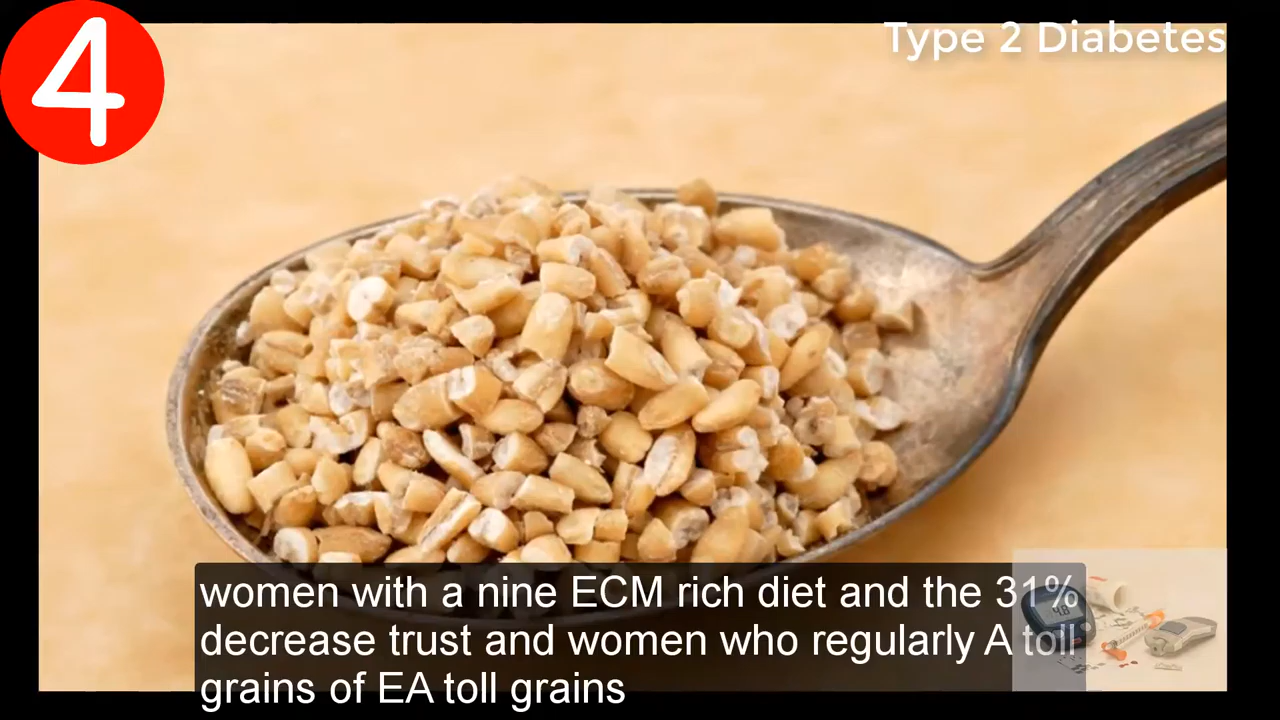 4
Type 2 Diabetes
women with a nine ECM rich diet and the 31%
decrease trust and women who regularly A toll
grains of EA toll grains